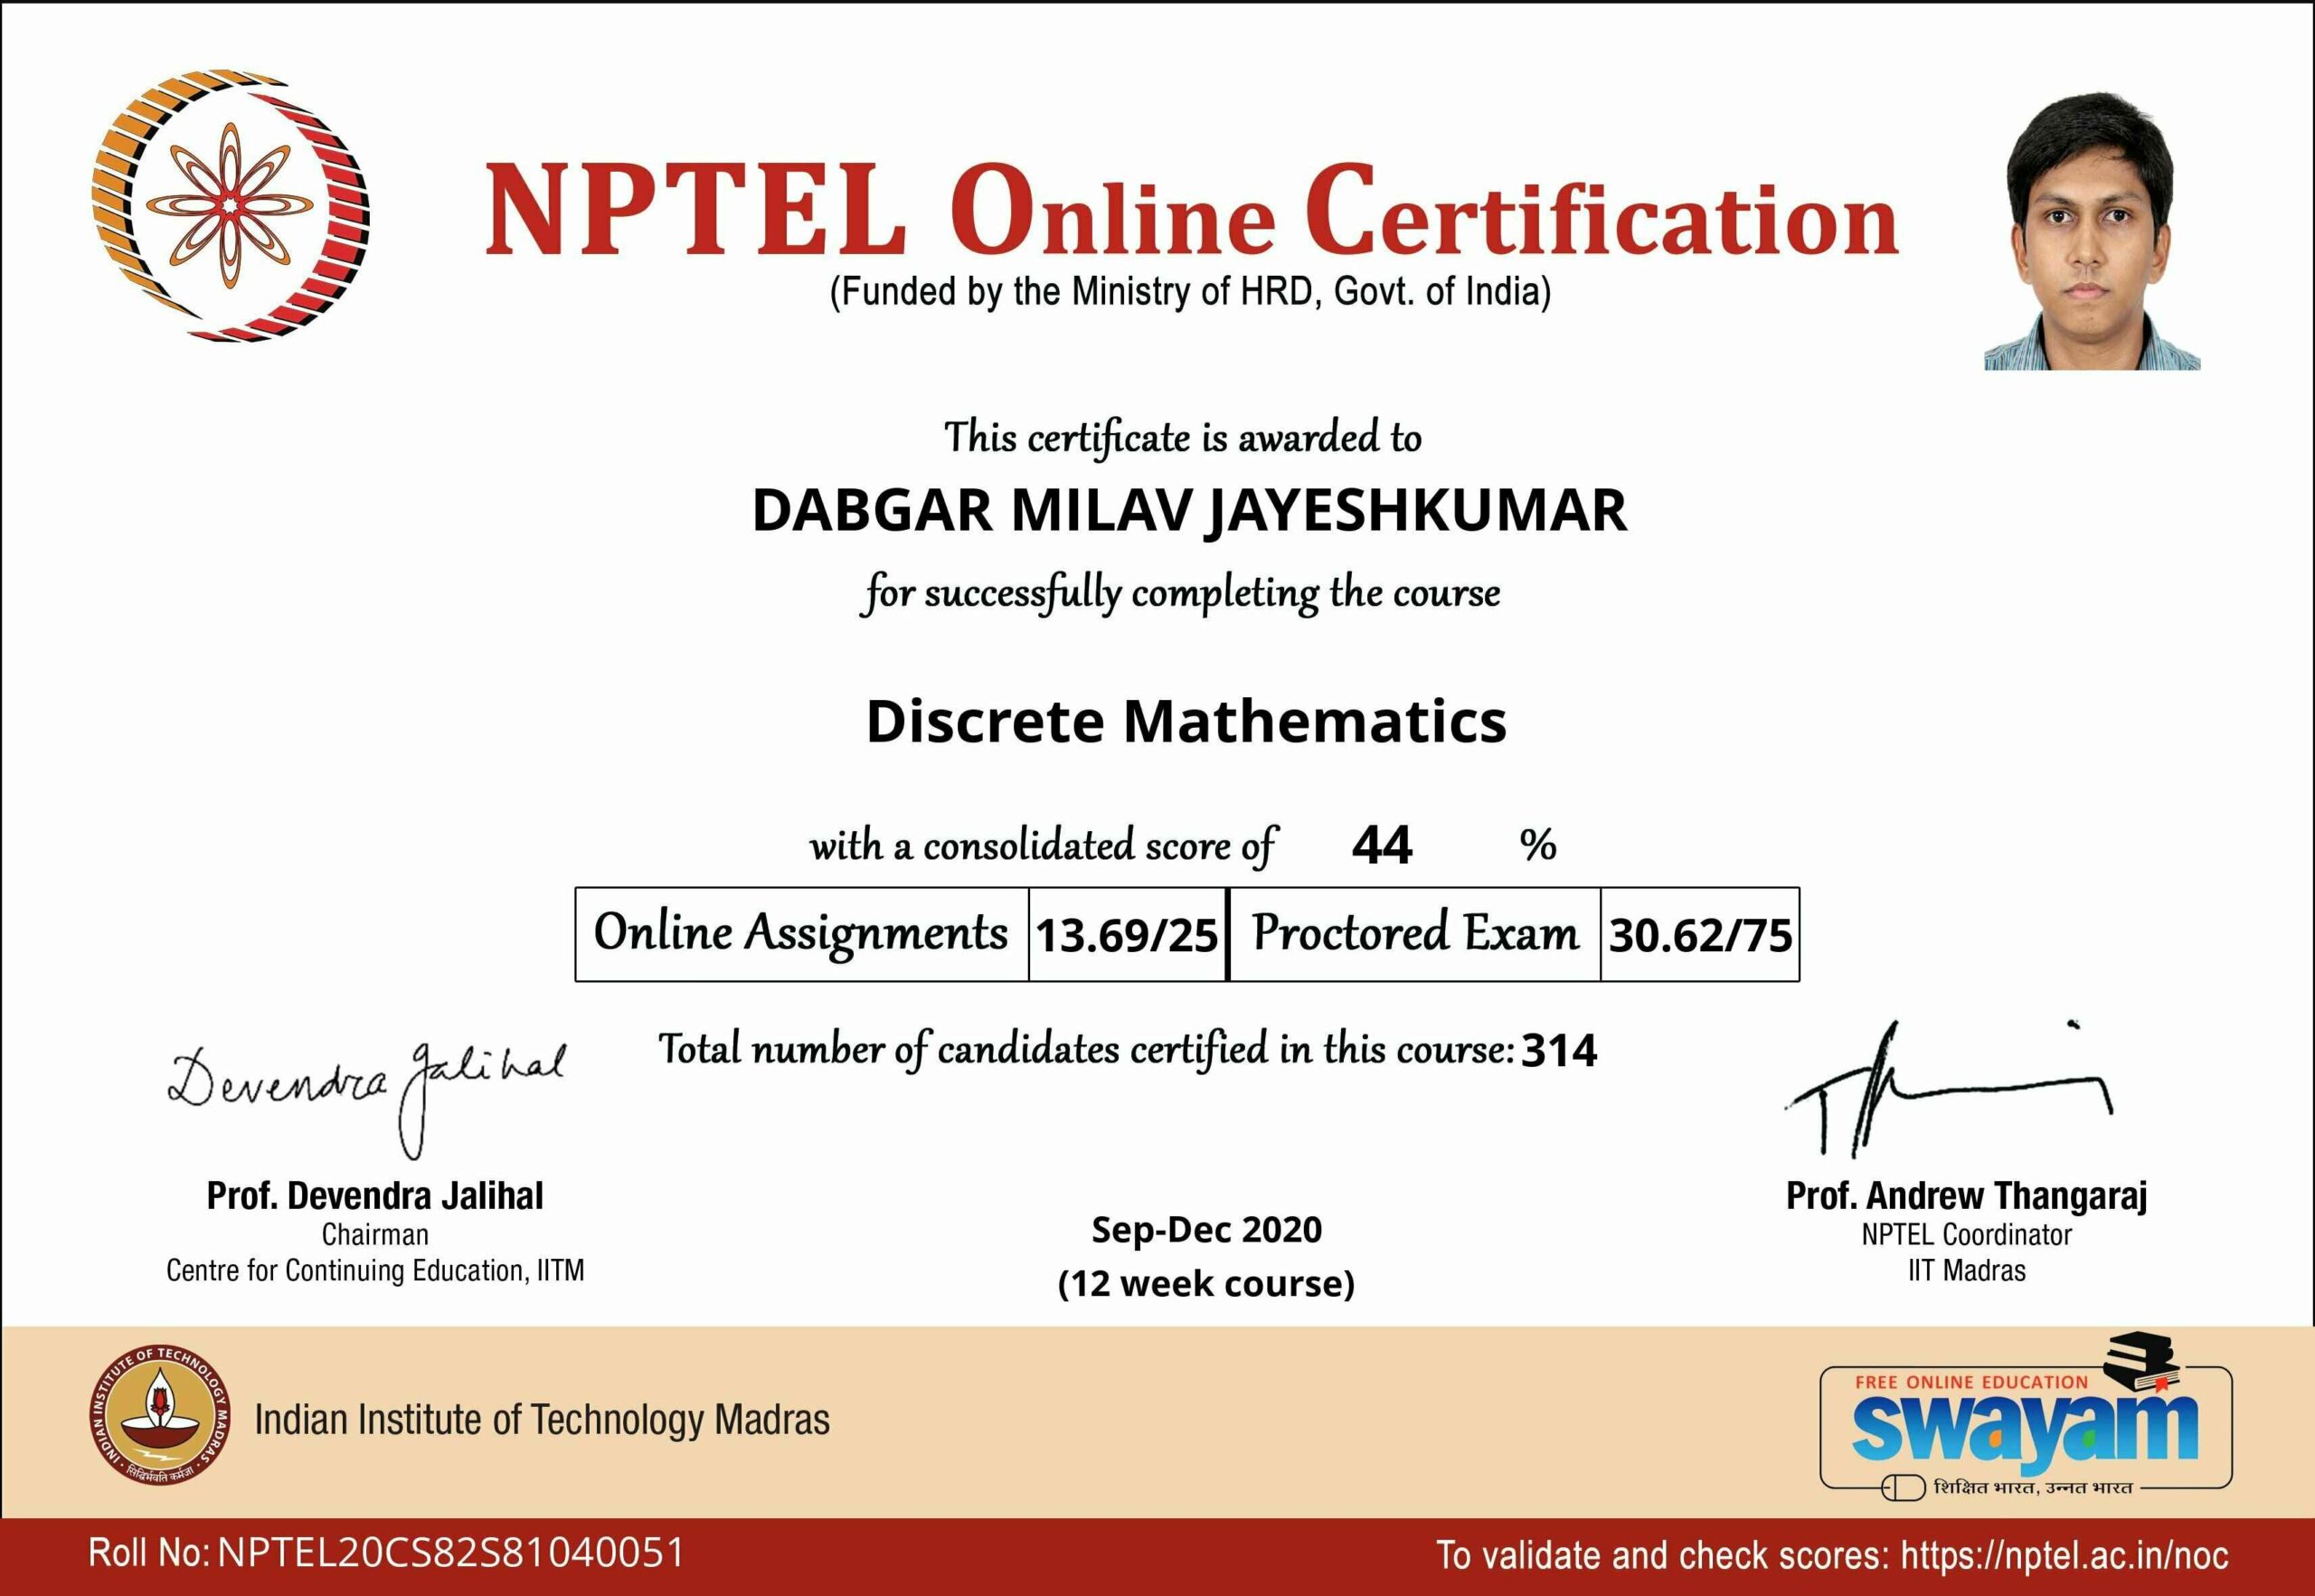 NPTEL Online Certification
(Funded by the Ministry of HRD, Govt. of India)
This certificate is awarded to
DABGAR MILAV JAYESHKUMAR
for successfully completing the course
Discrete Mathematics
with a consolidated score of 44 %
Online Assignments 13.69/25 Proctored Exam 30.62/75
Total number of candidates certified in this course: 314
Devendra Jalihal
Prof. Devendra Jalihal
Chairman
Centre for Continuing Education, IITM
Sep-Dec 2020
(12 week course)
Prof. Andrew Thangaraj
NPTEL Coordinator
IIT Madras
INDIAN INSTITUTE OF TECHNOLOGY MADRAS
सिद्धिर्भवति कर्मजा
Indian Institute of Technology Madras
FREE ONLINE EDUCATION
swayam
शिक्षित भारत, उन्नत भारत
Roll No: NPTEL20CS82S81040051
To validate and check scores: https://nptel.ac.in/noc